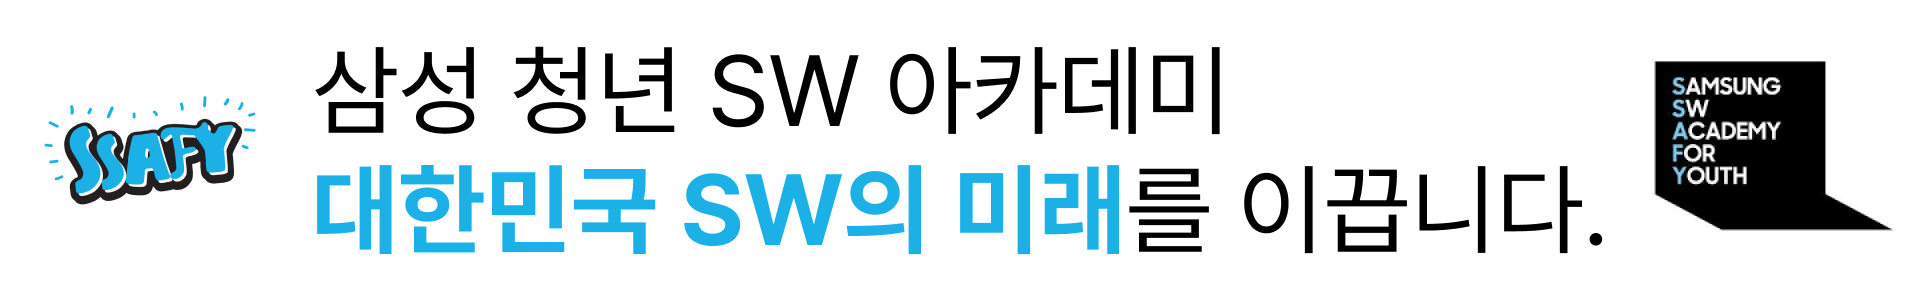 SSAFY
삼성 청년 SW 아카데미
대한민국 SW의 미래를 이끕니다.
SAMSUNG
SW
ACADEMY
FOR
YOUTH